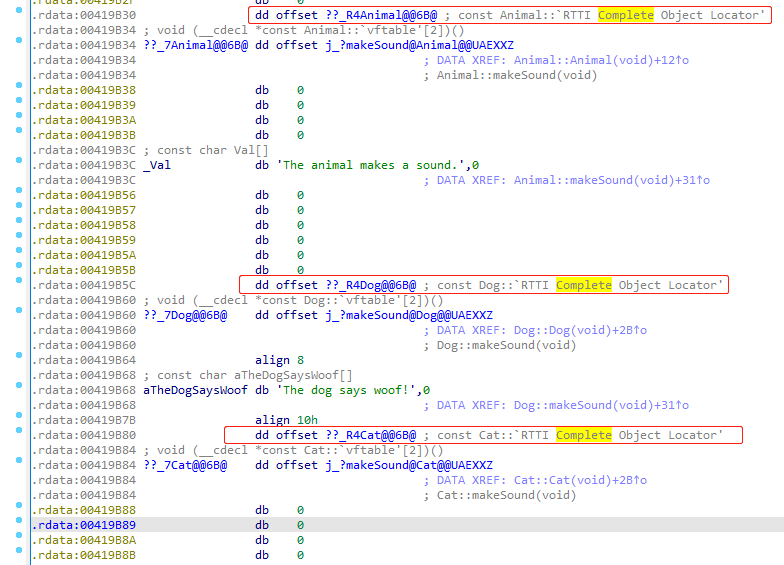 .rdata:00419B2F db 0
.rdata:00419B30 dd offset ??_R4Animal@@6B@ ; const Animal::`RTTI Complete Object Locator'
.rdata:00419B34 ; void (__cdecl *const Animal::`vftable'[2])()
.rdata:00419B34 ??_7Animal@@6B@ dd offset j_?makeSound@Animal@@UAEXXZ
.rdata:00419B34 ; DATA XREF: Animal::Animal(void)+12↑o
.rdata:00419B34 ; Animal::makeSound(void)
.rdata:00419B38 db 0
.rdata:00419B39 db 0
.rdata:00419B3A db 0
.rdata:00419B3B db 0
.rdata:00419B3C ; const char Val[]
.rdata:00419B3C _Val db 'The animal makes a sound.',0
.rdata:00419B3C ; DATA XREF: Animal::makeSound(void)+31↑o
.rdata:00419B56 db 0
.rdata:00419B57 db 0
.rdata:00419B58 db 0
.rdata:00419B59 db 0
.rdata:00419B5A db 0
.rdata:00419B5B db 0
.rdata:00419B5C dd offset ??_R4Dog@@6B@ ; const Dog::`RTTI Complete Object Locator'
.rdata:00419B60 ; void (__cdecl *const Dog::`vftable'[2])()
.rdata:00419B60 ??_7Dog@@6B@ dd offset j_?makeSound@Dog@@UAEXXZ
.rdata:00419B60 ; DATA XREF: Dog::Dog(void)+2B↑o
.rdata:00419B60 ; Dog::makeSound(void)
.rdata:00419B64 align 8
.rdata:00419B68 ; const char aTheDogSaysWoof[]
.rdata:00419B68 aTheDogSaysWoof db 'The dog says woof!',0
.rdata:00419B68 ; DATA XREF: Dog::makeSound(void)+31↑o
.rdata:00419B7B align 10h
.rdata:00419B80 dd offset ??_R4Cat@@6B@ ; const Cat::`RTTI Complete Object Locator'
.rdata:00419B84 ; void (__cdecl *const Cat::`vftable'[2])()
.rdata:00419B84 ??_7Cat@@6B@ dd offset j_?makeSound@Cat@@UAEXXZ
.rdata:00419B84 ; DATA XREF: Cat::Cat(void)+2B↑o
.rdata:00419B84 ; Cat::makeSound(void)
.rdata:00419B88 db 0
.rdata:00419B89 db 0
.rdata:00419B8A db 0
.rdata:00419B8B db 0